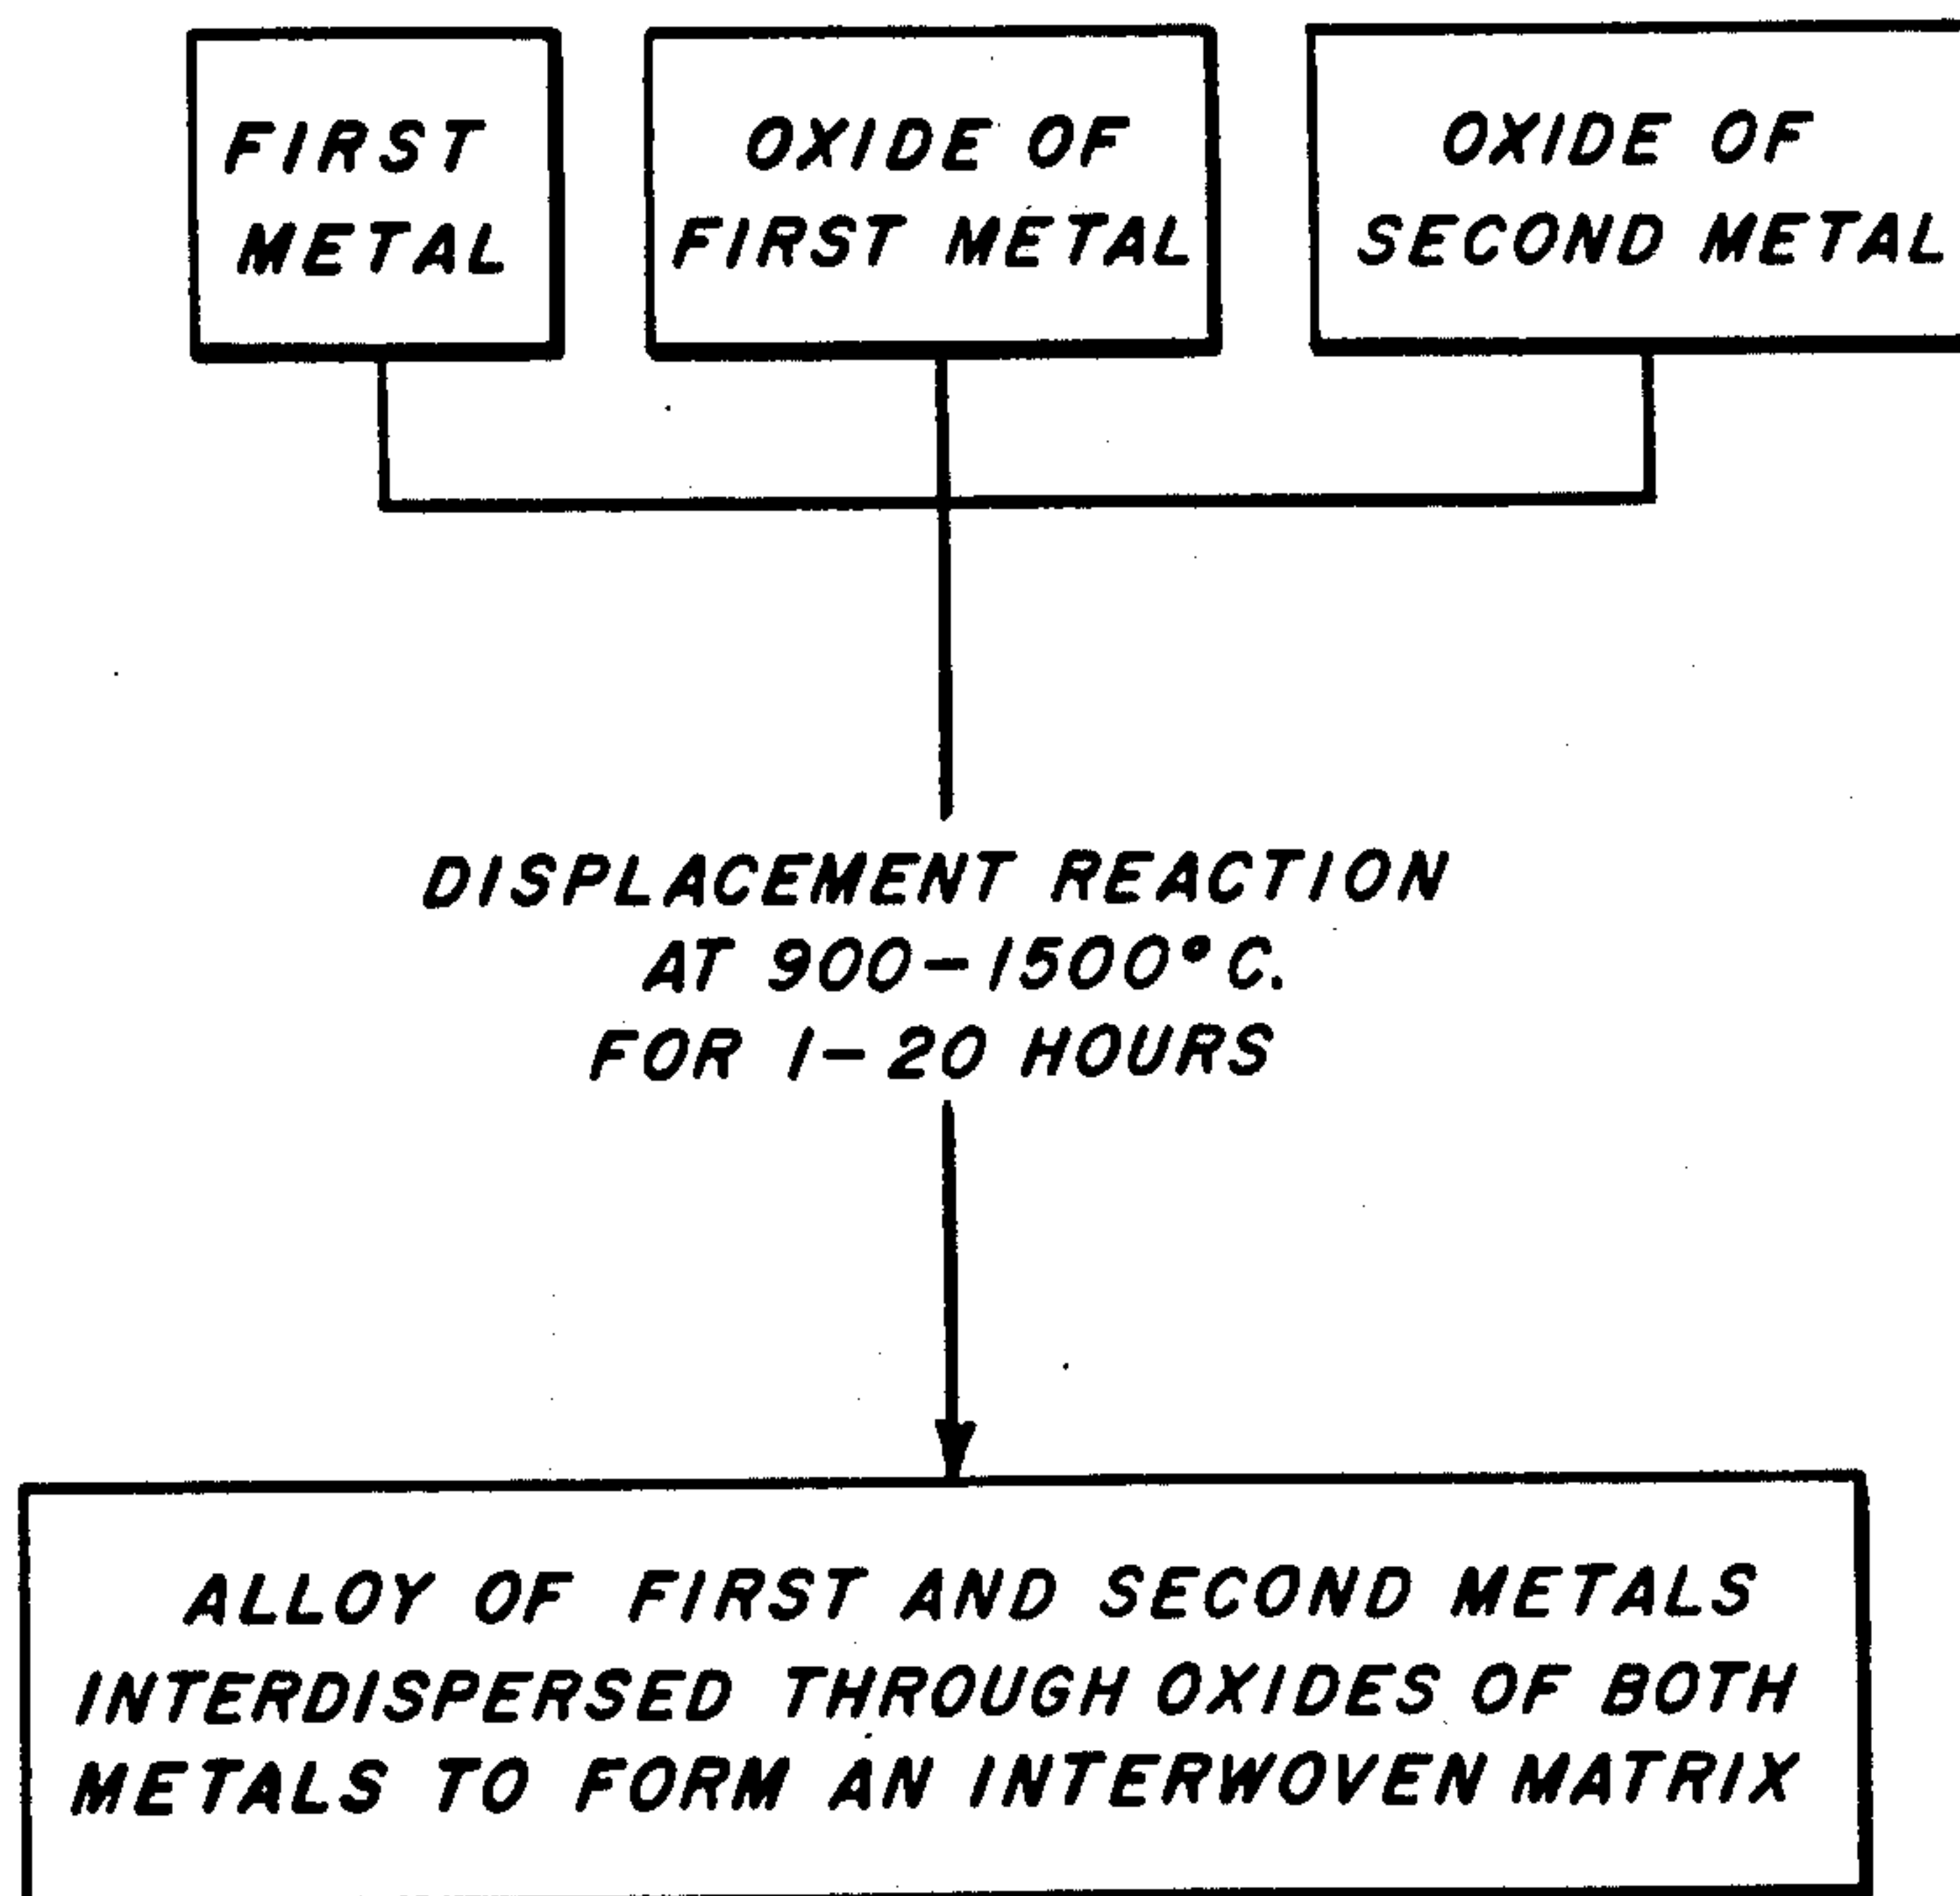 FIRST
METAL
OXIDE OF
FIRST METAL
OXIDE OF
SECOND METAL
DISPLACEMENT REACTION
AT 900-1500°C.
FOR 1-20 HOURS
ALLOY OF FIRST AND SECOND METALS
INTERDISPERSED THROUGH OXIDES OF BOTH
METALS TO FORM AN INTERWOVEN MATRIX